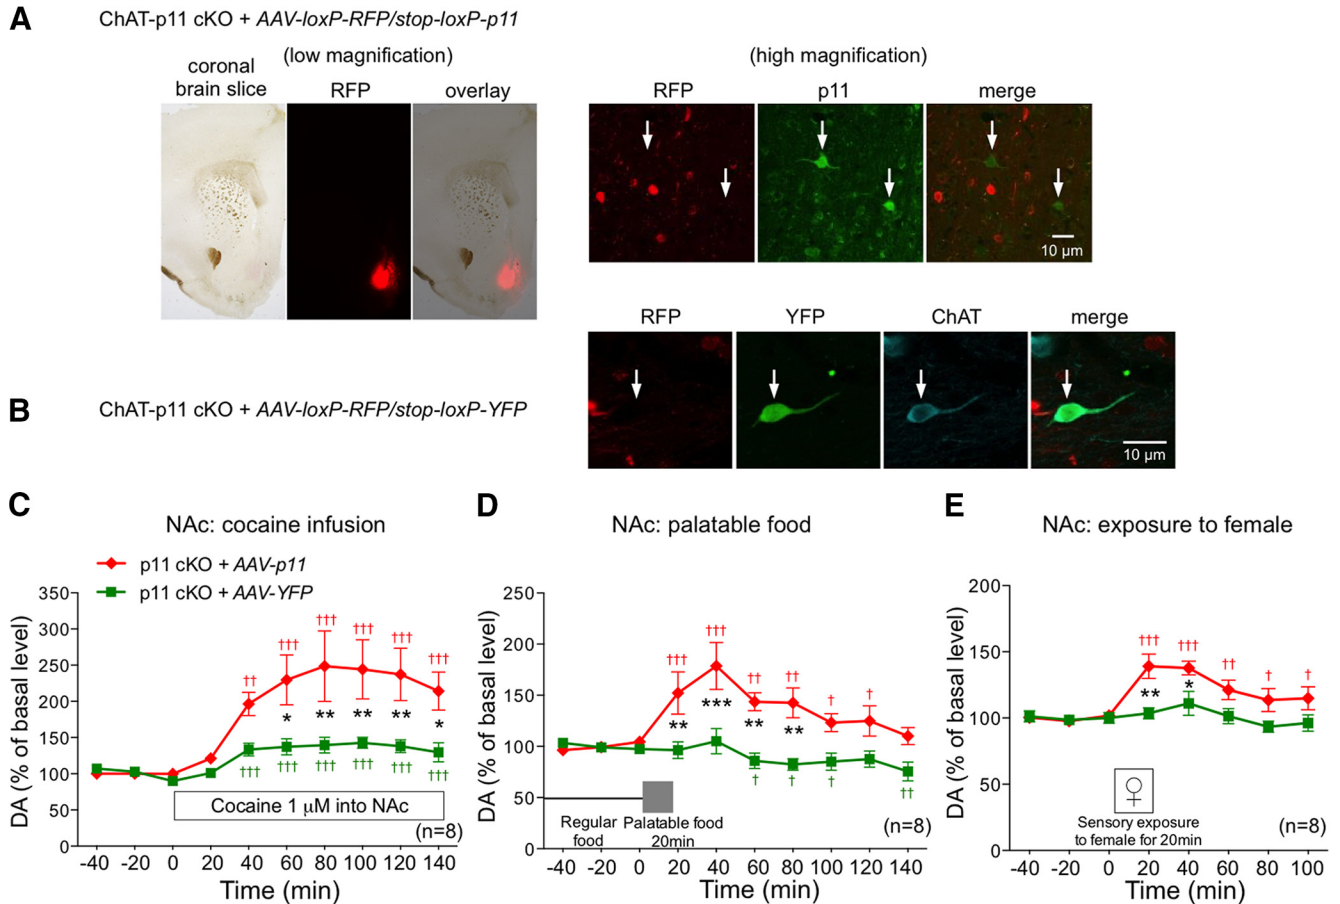 A
ChAT-p11 cKO + AAV-loxP-RFP/stop-loxP-p11
(low magnification)
coronal
brain slice
RFP
overlay
(high magnification)
RFP
p11
merge
10 µm
RFP
YFP
ChAT
merge
10 µm
B
ChAT-p11 cKO + AAV-loxP-RFP/stop-loxP-YFP
C
NAc: cocaine infusion
p11 cKO + AAV-p11
p11 cKO + AAV-YFP
DA (% of basal level)
350
300
250
200
150
100
50
0
††
†††
†††
†††
†††
†††
*
**
**
**
*
†††
†††
†††
†††
†††
†††
Cocaine 1 µM into NAc
(n=8)
-40 -20 0 20 40 60 80 100 120 140
Time (min)
D
NAc: palatable food
DA (% of basal level)
250
200
150
100
50
0
†††
†††
††
††
†
†
**
***
**
**
†
†
†
††
Regular
food
Palatable food
20min
(n=8)
-40 -20 0 20 40 60 80 100 120 140
Time (min)
E
NAc: exposure to female
DA (% of basal level)
200
150
100
50
0
†††
†††
††
†
†
**
*
♀
Sensory exposure
to female for 20min
(n=8)
-40 -20 0 20 40 60 80 100
Time (min)